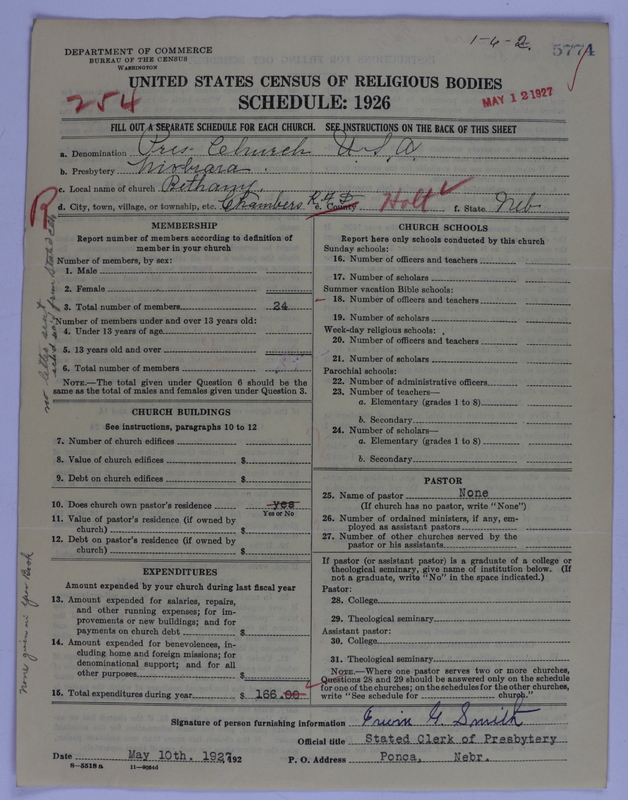 1-6-2.
5774
DEPARTMENT OF COMMERCE
BUREAU OF THE CENSUS
WASHINGTON
UNITED STATES CENSUS OF RELIGIOUS BODIES
SCHEDULE: 1926
254
MAY 12 1927
FILL OUT A SEPARATE SCHEDULE FOR EACH CHURCH. SEE INSTRUCTIONS ON THE BACK OF THIS SHEET
a. Denomination Pres. Church U.S.A.
b. Presbytery Niobrara
c. Local name of church Bethany
d. City, town, village, or township, etc. Chambers R.F.D. e. County Holt f. State Neb
R
MEMBERSHIP
Report number of members according to definition of
member in your church
Number of members, by sex:
1. Male
2. Female
3. Total number of members 24
Number of members under and over 13 years old:
4. Under 13 years of age
5. 13 years old and over
6. Total number of members
NOTE.—The total given under Question 6 should be the
same as the total of males and females given under Question 3.
CHURCH BUILDINGS
See instructions, paragraphs 10 to 12
7. Number of church edifices
8. Value of church edifices $
9. Debt on church edifices $
10. Does church own pastor's residence yes
Yes or No
11. Value of pastor's residence (if owned by
church) $
12. Debt on pastor's residence (if owned by
church) $
EXPENDITURES
Amount expended by your church during last fiscal year
13. Amount expended for salaries, repairs,
and other running expenses; for im-
provements or new buildings; and for
payments on church debt $
14. Amount expended for benevolences, in-
cluding home and foreign missions; for
denominational support; and for all
other purposes $
15. Total expenditures during year $ 166.00
CHURCH SCHOOLS
Report here only schools conducted by this church
Sunday schools:
16. Number of officers and teachers
17. Number of scholars
Summer vacation Bible schools:
18. Number of officers and teachers
19. Number of scholars
Week-day religious schools:
20. Number of officers and teachers
21. Number of scholars
Parochial schools:
22. Number of administrative officers
23. Number of teachers—
a. Elementary (grades 1 to 8)
b. Secondary
24. Number of scholars—
a. Elementary (grades 1 to 8)
b. Secondary
PASTOR
25. Name of pastor None
(If church has no pastor, write "None")
26. Number of ordained ministers, if any, em-
ployed as assistant pastors
27. Number of other churches served by the
pastor or his assistants
If pastor (or assistant pastor) is a graduate of a college or
theological seminary, give name of institution below. (If
not a graduate, write "No" in the space indicated.)
Pastor:
28. College
29. Theological seminary
Assistant pastor:
30. College
31. Theological seminary
NOTE.—Where one pastor serves two or more churches,
Questions 28 and 29 should be answered only on the schedule
for one of the churches; on the schedules for the other churches,
write "See schedule for church."
Signature of person furnishing information Erwin G. Smith
Official title Stated Clerk of Presbytery
Date May 10th. 1927, 192
P. O. Address Ponca, Nebr.
8—5518 a
none given in Year Book